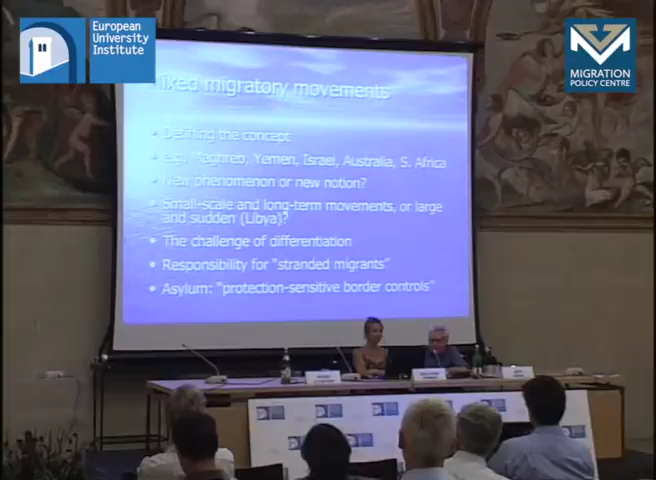 European
University
Institute
MIGRATION
POLICY CENTRE
Mixed migratory movements
Defining the concept
e.g. Maghreb, Yemen, Israel, Australia, S. Africa
New phenomenon or new notion?
Small-scale and long-term movements, or large
and sudden (Libya)?
The challenge of differentiation
Responsibility for "stranded migrants"
Asylum: "protection-sensitive border controls"